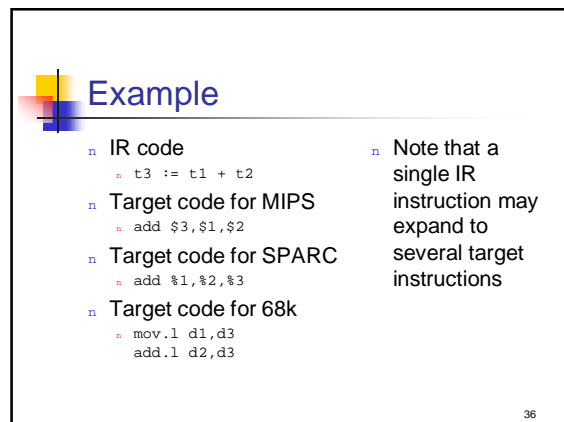 Example
n IR code
n t3 := t1 + t2
n Target code for MIPS
n add $3,$1,$2
n Target code for SPARC
n add %1,%2,%3
n Target code for 68k
n mov.l d1,d3
add.l d2,d3
n Note that a
single IR
instruction may
expand to
several target
instructions
36